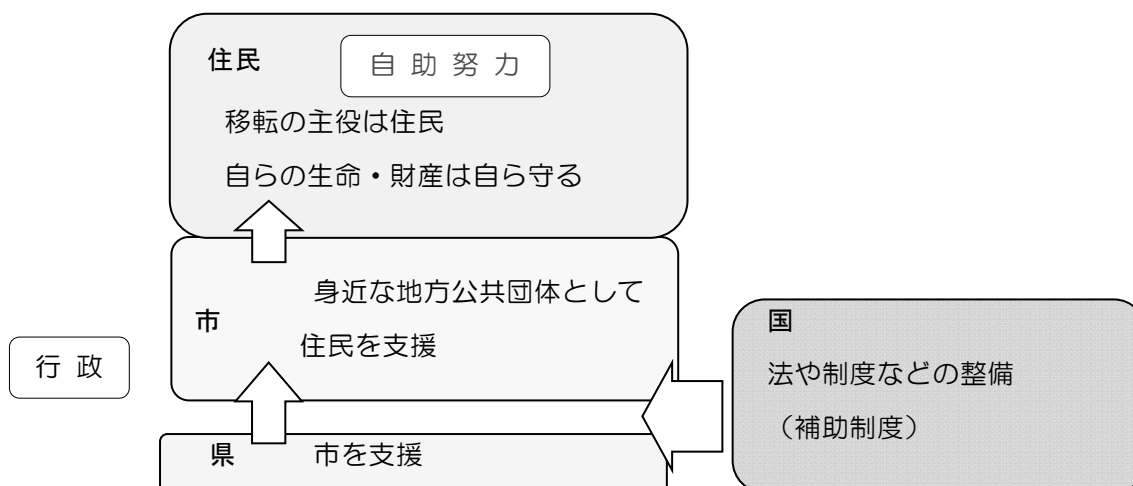 住民
自 助 努 力
移転の主役は住民
自らの生命・財産は自ら守る
身近な地方公共団体として
市
住民を支援
行 政
国
法や制度などの整備
（補助制度）
県 市を支援